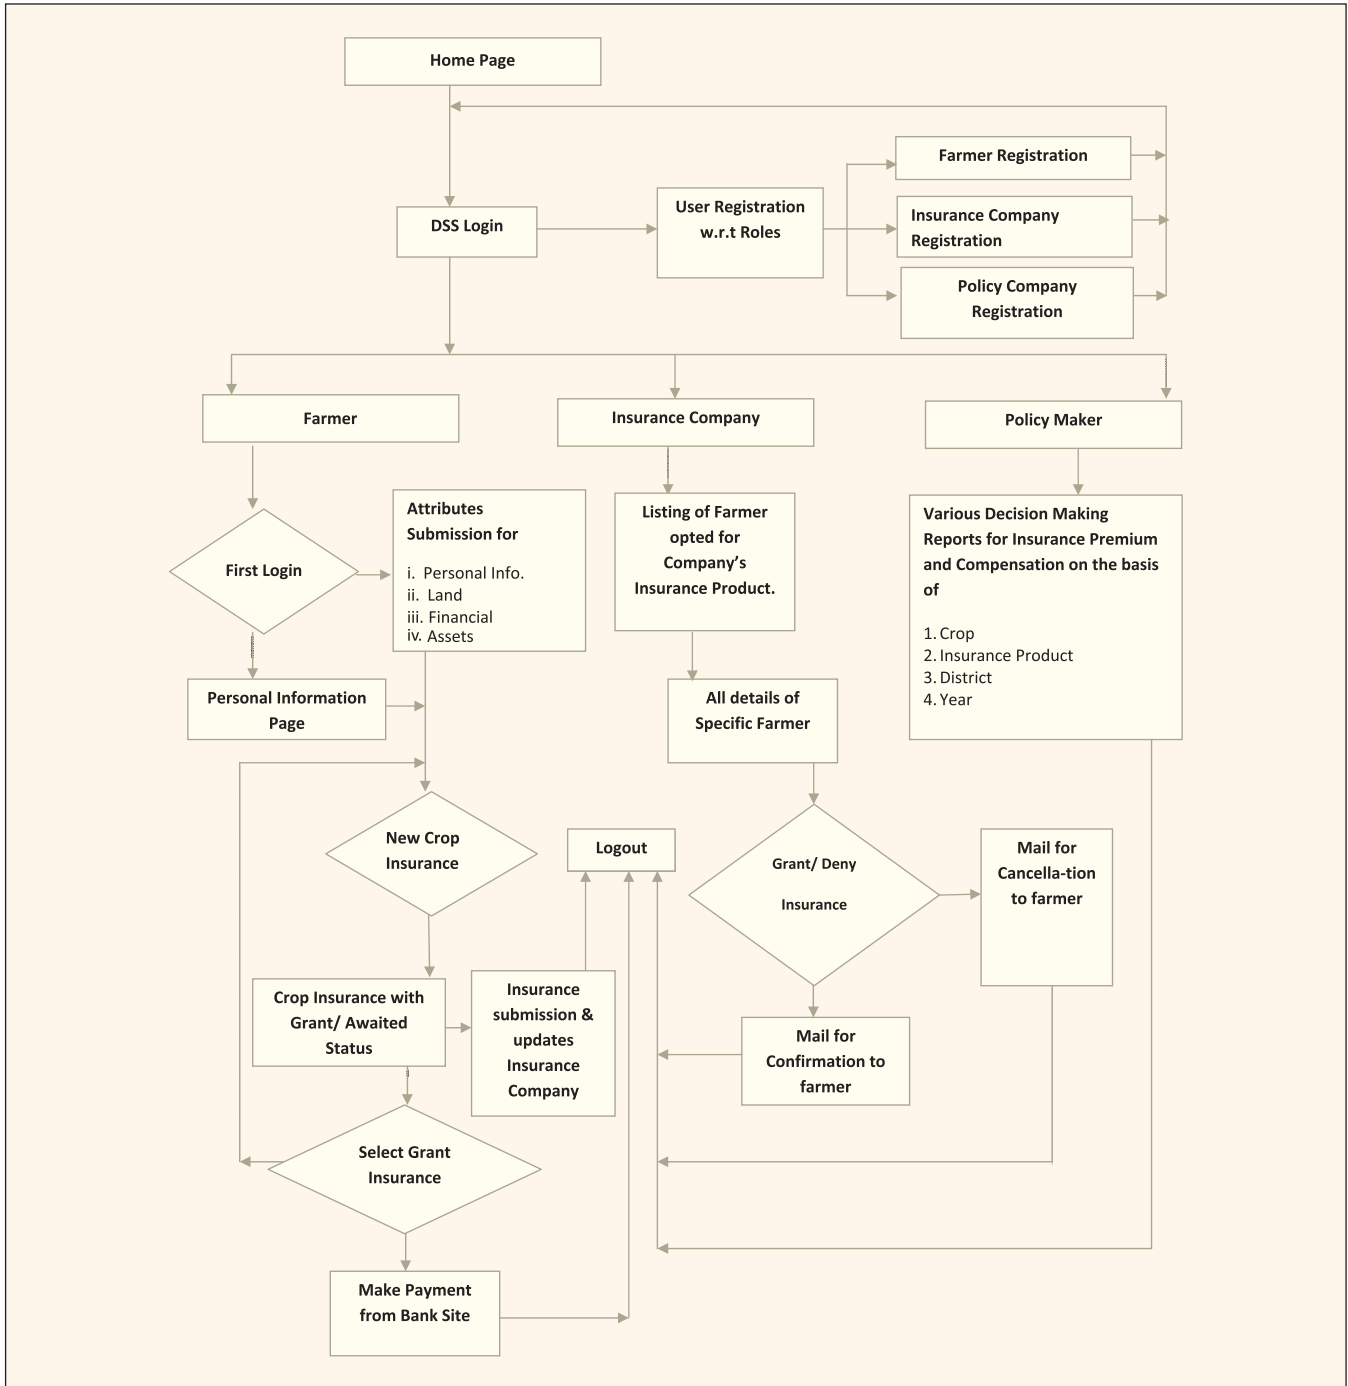 Home Page
Farmer Registration
User Registration
w.r.t Roles
DSS Login
Insurance Company
Registration
Policy Company
Registration
Farmer
Insurance Company
Policy Maker
First Login
Attributes
Submission for
i. Personal Info.
ii. Land
iii. Financial
iv. Assets
Listing of Farmer
opted for
Company’s
Insurance Product.
Various Decision Making
Reports for Insurance Premium
and Compensation on the basis
of
1. Crop
2. Insurance Product
3. District
4. Year
Personal Information
Page
All details of
Specific Farmer
New Crop
Insurance
Logout
Grant/ Deny
Insurance
Mail for
Cancella-tion
to farmer
Crop Insurance with
Grant/ Awaited
Status
Insurance
submission &
updates
Insurance
Company
Mail for
Confirmation to
farmer
Select Grant
Insurance
Make Payment
from Bank Site